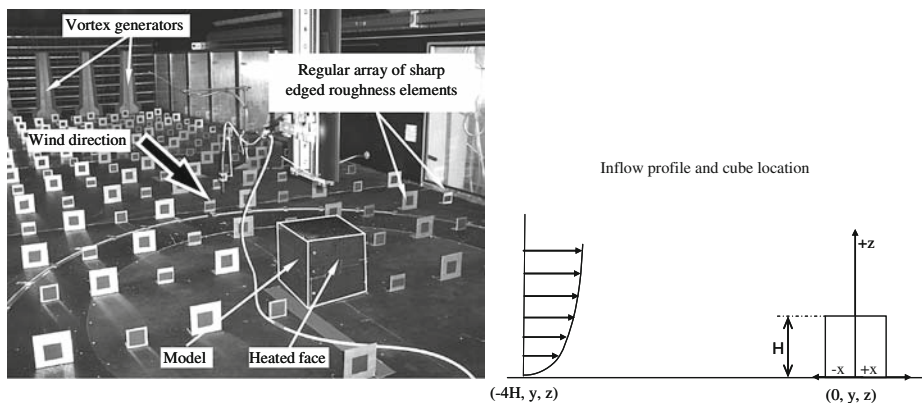 Vortex generators
Regular array of sharp
edged roughness elements
Wind direction
Model
Heated face
Inflow profile and cube location
+z
H
-x
+x
(-4H, y, z)
(0, y, z)